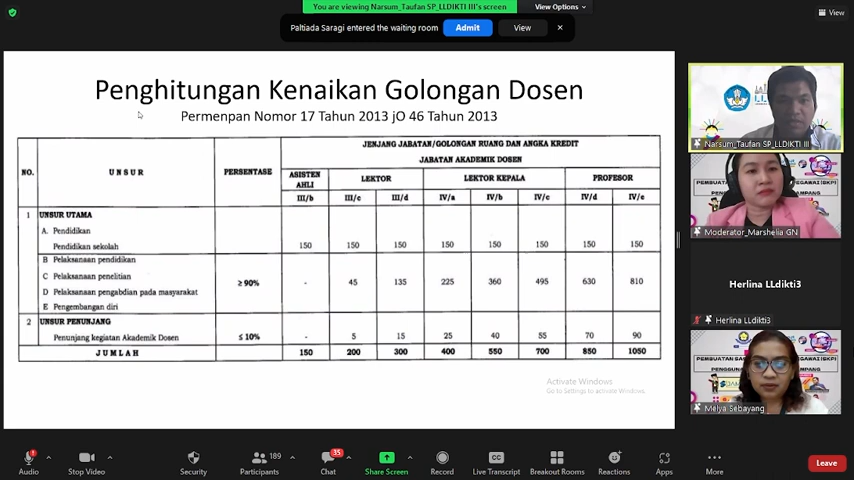 You are viewing Narsum_Taufan SP_LLDIKTI III's screen
View Options
View
Paltiada Saragi entered the waiting room
Admit
View
Penghitungan Kenaikan Golongan Dosen
Permenpan Nomor 17 Tahun 2013 jO 46 Tahun 2013
NO.
UNSUR
PERSENTASE
JENJANG JABATAN/GOLONGAN RUANG DAN ANGKA KREDIT
JABATAN AKADEMIK DOSEN
ASISTEN AHLI
LEKTOR
LEKTOR KEPALA
PROFESOR
III/b III/c III/d IV/a IV/b IV/c IV/d IV/e
1 UNSUR UTAMA
A. Pendidikan
Pendidikan sekolah 150 150 150 150 150 150 150 150
B Pelaksanaan pendidikan
C Pelaksanaan penelitian
D Pelaksanaan pengabdian pada masyarakat
E Pengembangan diri
≥ 90% - 45 135 225 360 495 630 810
2 UNSUR PENUNJANG
Penunjang kegiatan Akademik Dosen ≤ 10% - 5 15 25 40 55 70 90
JUMLAH 150 200 300 400 550 700 850 1050
Activate Windows
Go to Settings to activate Windows.
Narsum_Taufan SP_LLDIKTI III
Moderator_Marshelia GN
Herlina LLdikti3
Herlina LLdikti3
Melya Sebayang
Audio
Stop Video
Security
Participants
189
Chat
35
Share Screen
Record
CC
Live Transcript
Breakout Rooms
Reactions
Apps
More
Leave